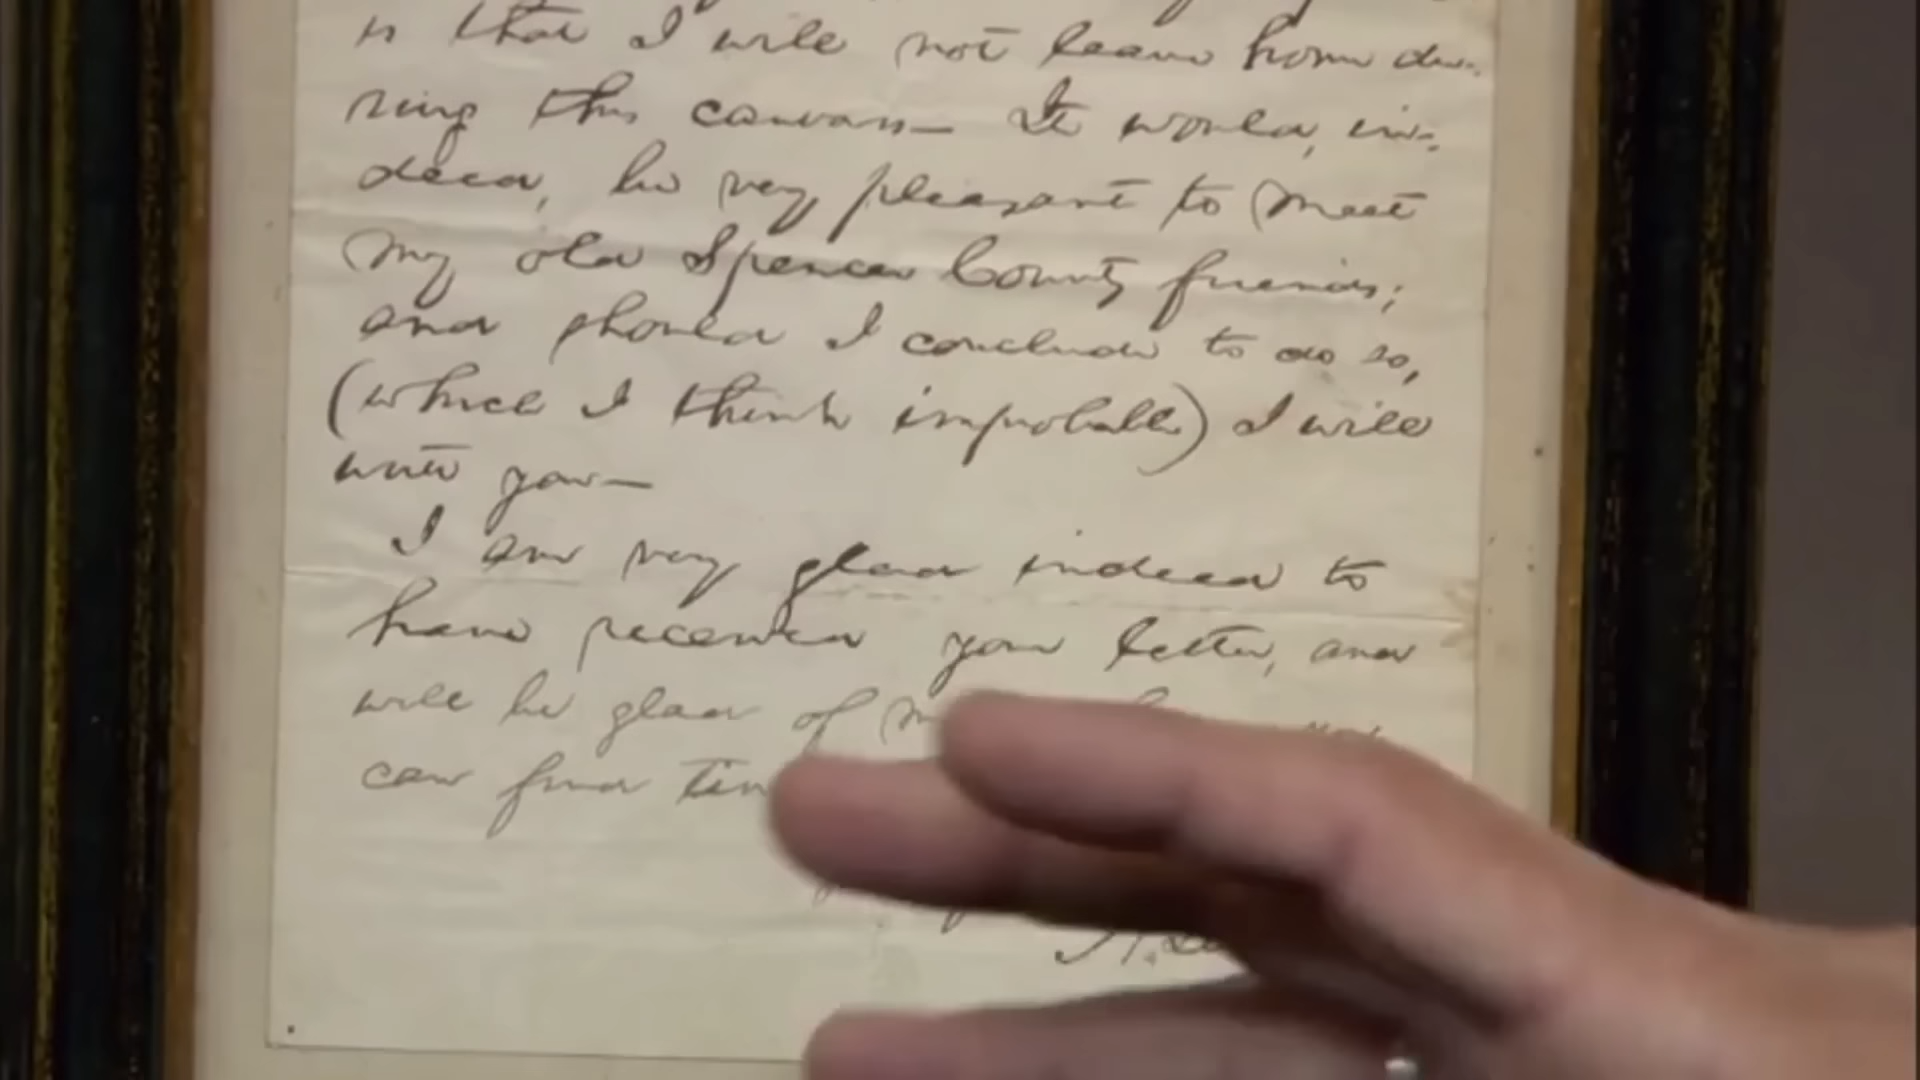 is that I will not leave home du-
ring this canvass— It would, in-
deed, be very pleasant to meet
my old Spencer County friends;
and should I conclude to do so,
(which I think improbable) I will
write you—
I am very glad indeed to
have received your letter, and
will be glad of
can find
A.